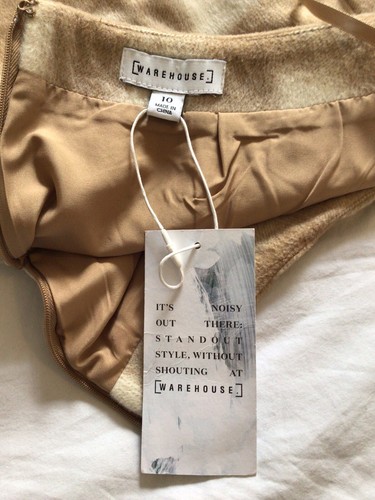 [WAREHOUSE.]
10
MADE IN
CHINA
IT'S NOISY
OUT THERE:
STANDOUT
STYLE, WITHOUT
SHOUTING AT
[WAREHOUSE.]